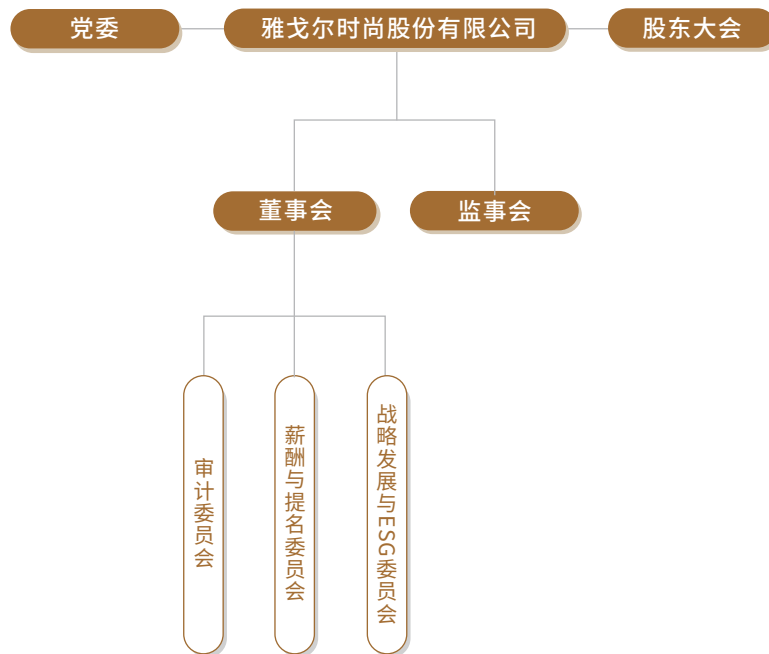 党委
雅戈尔时尚股份有限公司
股东大会
董事会
监事会
审计委员会
薪酬与提名委员会
战略发展与ESG委员会